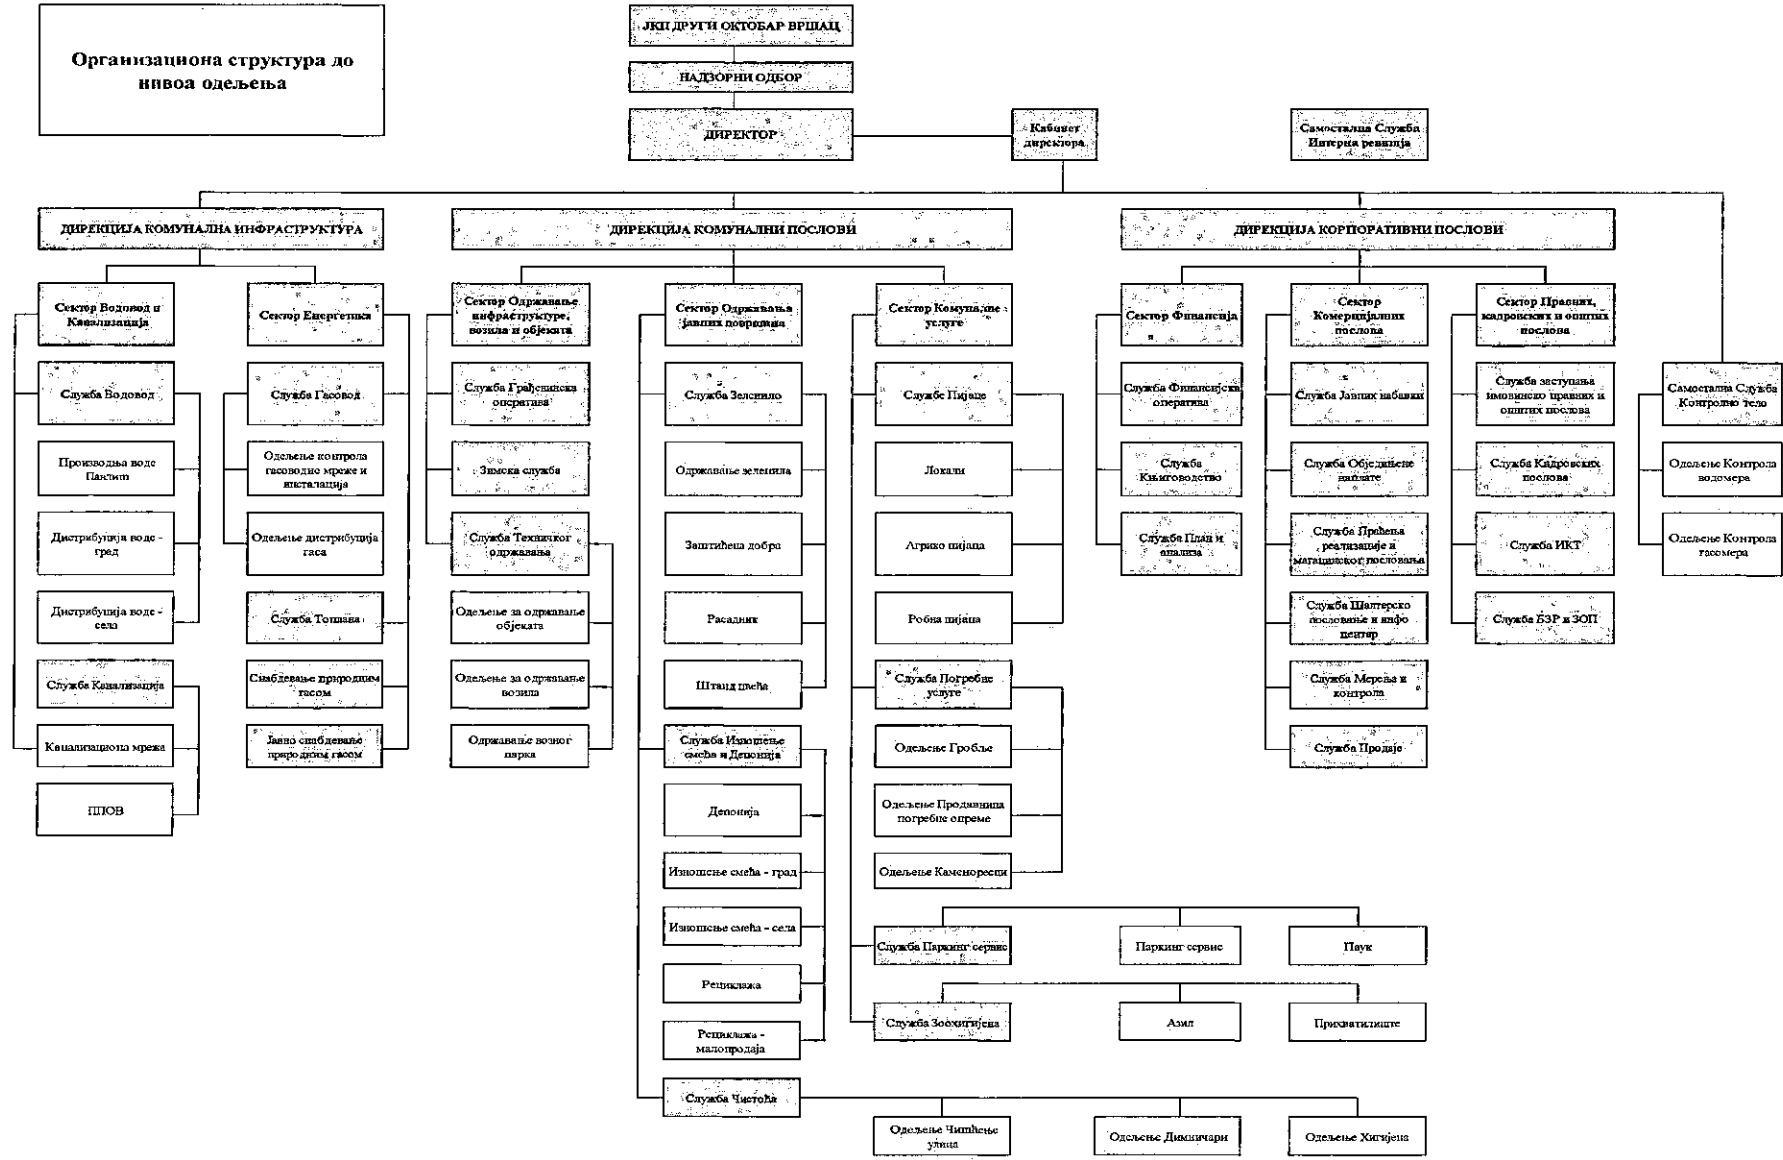 Организациона структура до
нивоа одељења
ЈКП ДРУГИ ОКТОБАР ВРШАЦ
НАДЗОРНИ ОДБОР
ДИРЕКТОР
Кабинет
директора
Самостална Служба
Интерна ревизија
ДИРЕКЦИЈА КОМУНАЛНА ИНФРАСТРУКТУРА
ДИРЕКЦИЈА КОМУНАЛНИ ПОСЛОВИ
ДИРЕКЦИЈА КОРПОРАТИВНИ ПОСЛОВИ
Сектор Водовод и
Канализација
Служба Водовод
Производња воде
Павлиш
Дистрибуција воде -
град
Дистрибуција воде -
села
Служба Канализација
Канализациона мрежа
ППОВ
Сектор Енергетика
Служба Гасовод
Одељење контрола
гасоводне мреже и
инсталација
Одељење дистрибуција
гаса
Служба Топлана
Снабдевање природним
гасом
Јавно снабдевање
природним гасом
Сектор Одржавање
инфраструктуре,
возила и објеката
Служба Грађевинска
оператива
Зимска служба
Служба Техничког
одржавања
Одељење за одржавање
објеката
Одељење за одржавање
возила
Одржавање возног
парка
Сектор Одржавања
јавних површина
Служба Зеленило
Одржавање зеленила
Заштићена добра
Расадник
Штанд цвећа
Служба Изношење
смећа и Депонија
Депонија
Изношење смећа - град
Изношење смећа - села
Рециклажа
Рециклажа -
малопродаја
Служба Чистоћа
Одељење Чишћење
улица
Одељење Димничари
Одељење Хигијена
Сектор Комуналне
услуге
Службе Пијаце
Локали
Агрико пијаца
Робна пијаца
Служба Погребне
услуге
Одељење Гробље
Одељење Продавница
погребне опреме
Одељење Каменоресци
Служба Паркинг сервис
Паркинг сервис
Паук
Служба Зоохигијена
Азил
Прихватилиште
Сектор Финансија
Служба Финансијска
оператива
Служба
Књиговодство
Служба План и
анализа
Сектор
Комерцијалних
послова
Служба Јавних набавки
Служба Обједињене
наплате
Служба Праћења
реализације и
магацинског пословања
Служба Шалтерско
пословање и инфо
центар
Служба Мерења и
контрола
Служба Продаје
Сектор Правних,
кадровских и општих
послова
Служба заступања
имовинско правних и
општих послова
Служба Кадровских
послова
Служба ИКТ
Служба БЗР и ЗОП
Самостална Служба
Контролно тело
Одељење Контрола
водомера
Одељење Контрола
гасомера